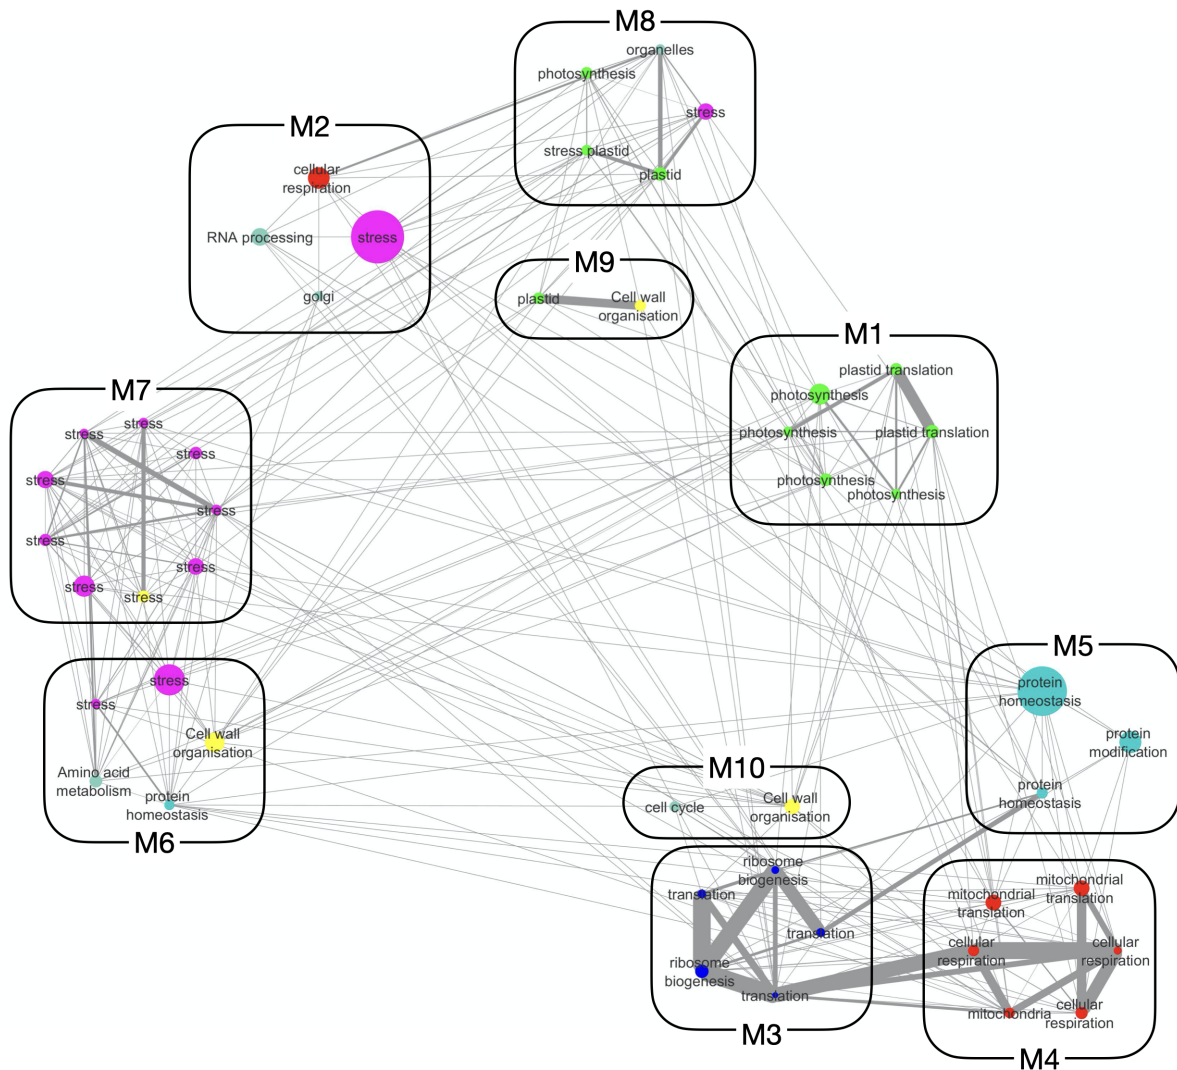 M8
organelles
photosynthesis
stress
stress plastid
plastid
M2
cellular
respiration
RNA processing
stress
golgi
M9
plastid
Cell wall
organisation
M1
plastid translation
photosynthesis
photosynthesis
plastid translation
photosynthesis
photosynthesis
M7
stress
stress
stress
stress
stress
stress
stress
stress
stress
M6
stress
stress
Cell wall
organisation
Amino acid
metabolism
protein
homeostasis
M5
protein
homeostasis
protein
modification
protein
homeostasis
M10
cell cycle
Cell wall
organisation
M3
ribosome
biogenesis
translation
translation
ribosome
biogenesis
translation
M4
mitochondrial
translation
mitochondrial
translation
cellular
respiration
cellular
respiration
mitochondria
cellular
respiration